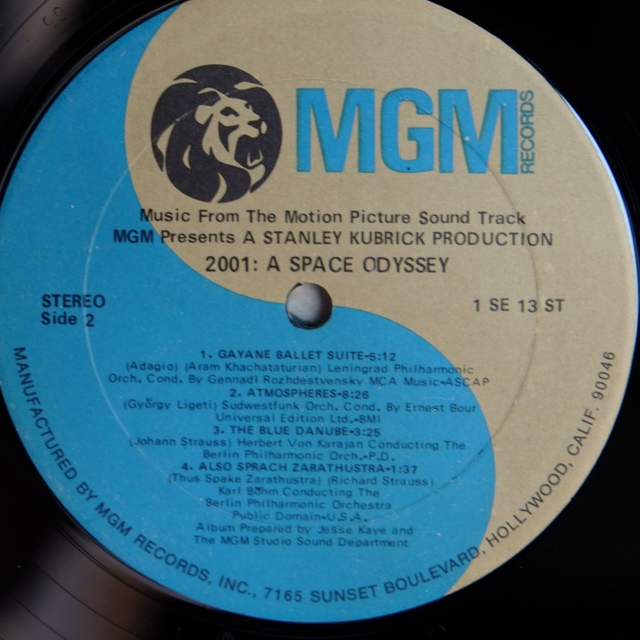 MGM RECORDS
Music From The Motion Picture Sound Track
MGM Presents A STANLEY KUBRICK PRODUCTION
2001: A SPACE ODYSSEY
STEREO
Side 2
1 SE 13 ST
1. GAYANE BALLET SUITE-5:12
(Adagio) (Aram Khachataturian) Leningrad Philharmonic
Orch. Cond. By Gennadi Rozhdestvensky MCA Music-ASCAP
2. ATMOSPHERES-8:26
(György Ligeti) Sudwestfunk Orch. Cond. By Ernest Bour
Universal Edition Ltd.-BMI
3. THE BLUE DANUBE-3:25
(Johann Strauss) Herbert Von Karajan Conducting The
Berlin Philharmonic Orch.-P.D.
4. ALSO SPRACH ZARATHUSTRA-1:37
(Thus Spake Zarathustra) (Richard Strauss)
Karl Böhm Conducting The
Berlin Philharmonic Orchestra
Public Domain-U.S.A.
Album Prepared by Jesse Kaye and
The MGM Studio Sound Department
MANUFACTURED BY MGM RECORDS, INC., 7165 SUNSET BOULEVARD, HOLLYWOOD, CALIF. 90046